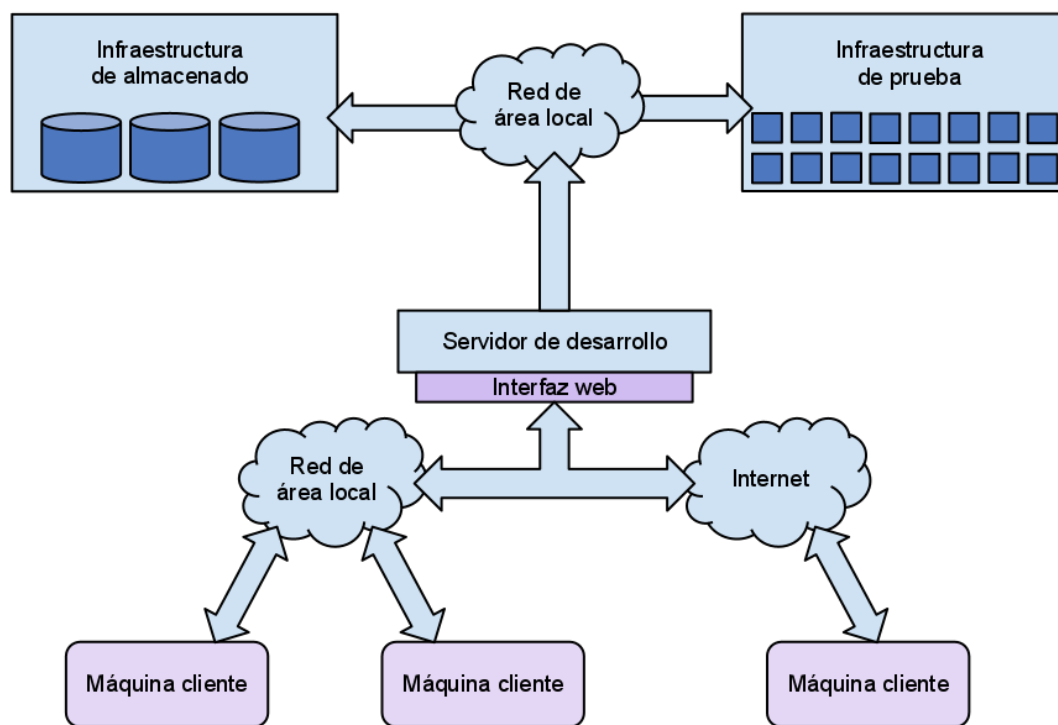 Infraestructura
de almacenado
Red de
área local
Infraestructura
de prueba
Servidor de desarrollo
Interfaz web
Red de
área local
Internet
Máquina cliente
Máquina cliente
Máquina cliente